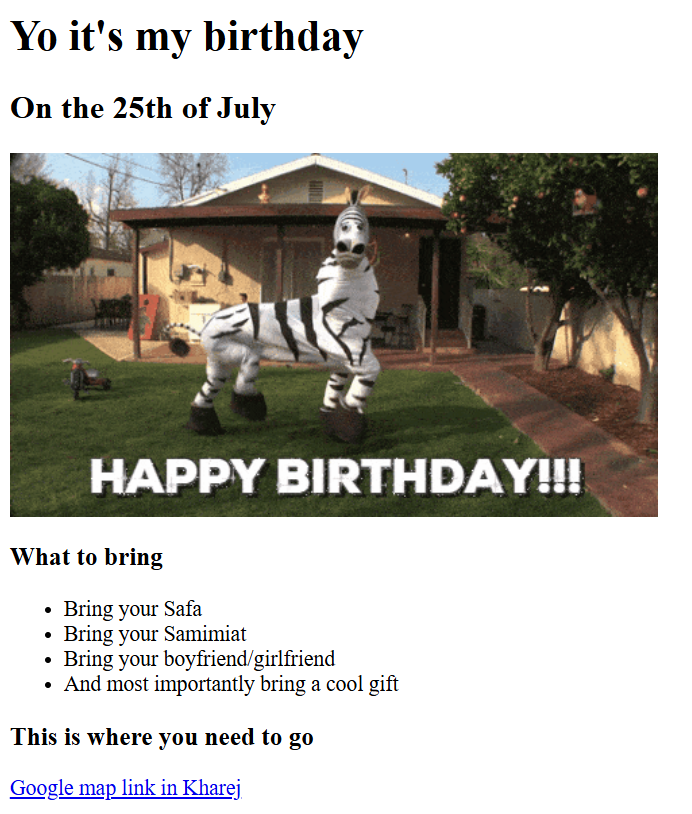 Yo it's my birthday
On the 25th of July
HAPPY BIRTHDAY!!!
What to bring
Bring your Safa
Bring your Samimiat
Bring your boyfriend/girlfriend
And most importantly bring a cool gift
This is where you need to go
Google map link in Kharej